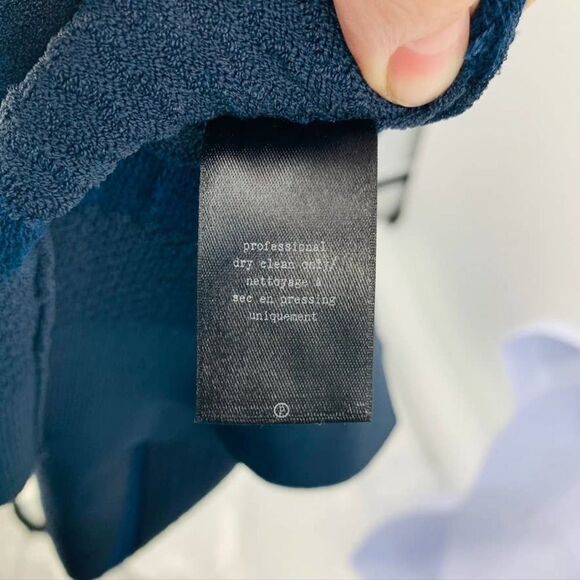 professional
dry clean only/
nettoyage à
sec en pressing
uniquement
P